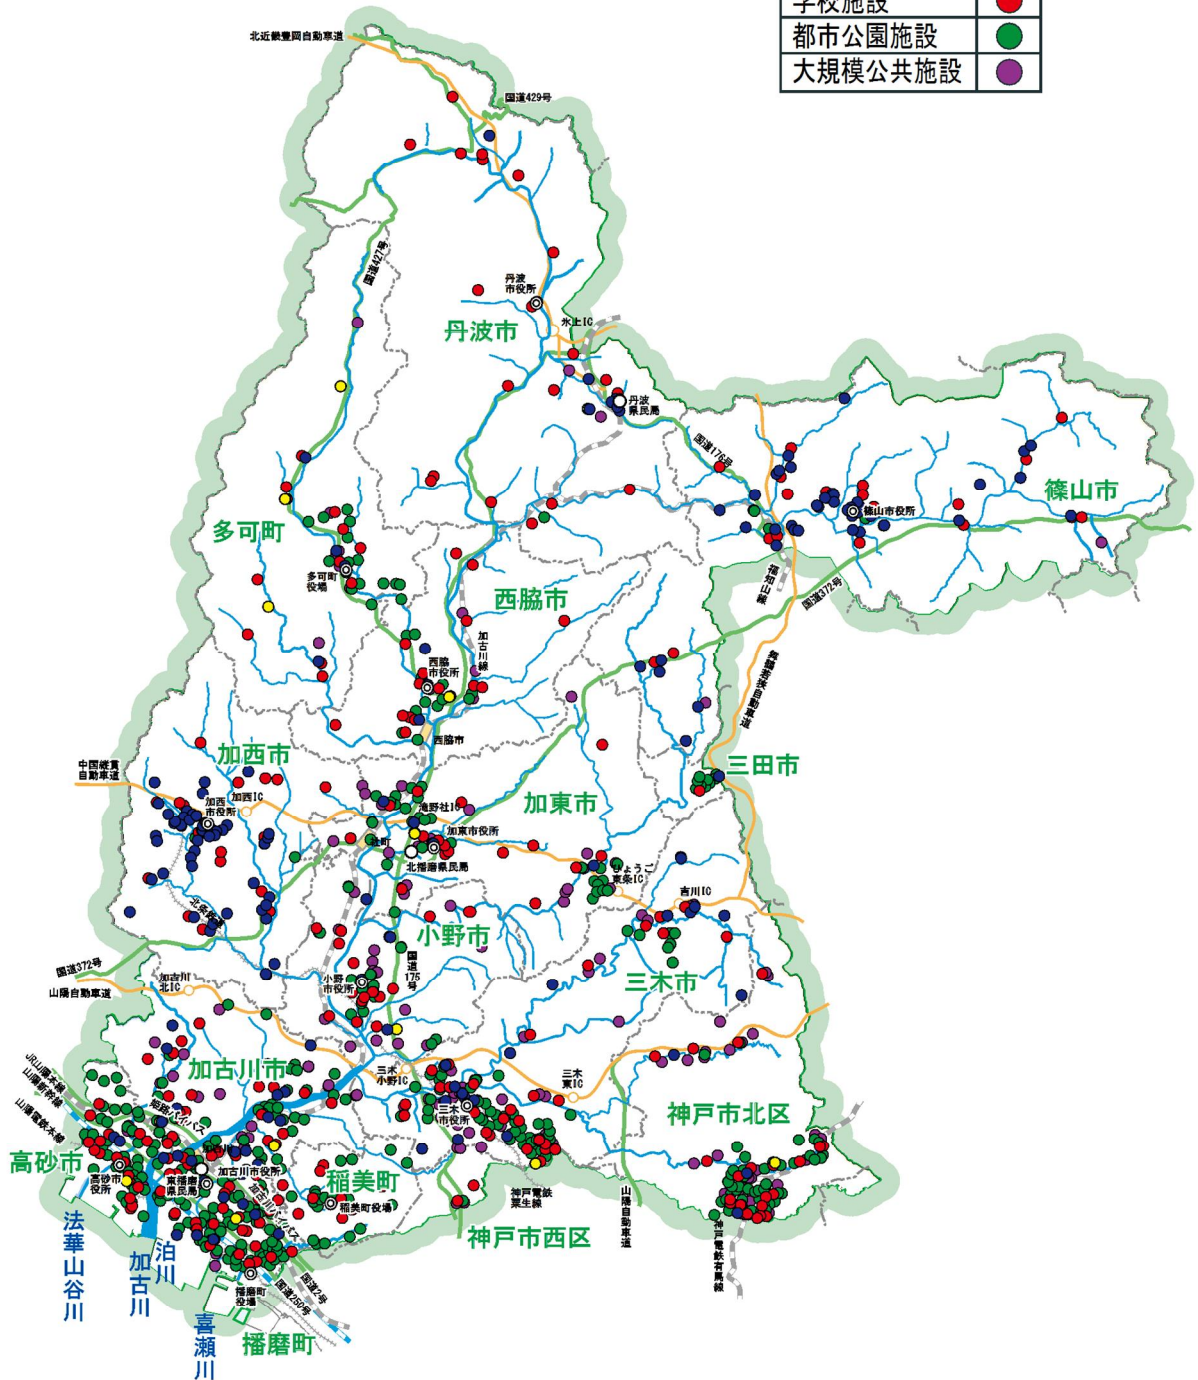 学校施設
都市公園施設
大規模公共施設
北近畿豊岡自動車道
国道429号
国道427号
丹波
市役所
氷上IC
丹波市
丹波
県民局
国道176号
篠山市
篠山市役所
多可町
多可町
役場
福知山線
国道372号
西脇市
加古川線
西脇
市役所
舞鶴若狭自動車道
西脇市
加西市
三田市
中国縦貫
自動車道
加西IC
加西
市役所
滝野社IC
加東市
加東市役所
社町
北播磨県民局
ひょうご
東条IC
吉川IC
北条鉄道
小野市
国道
175
号
国道372号
加古川
北IC
小野
市役所
三木市
山陽自動車道
JR山陽本線
山陽新幹線
山陽電鉄本線
加古川市
三木
小野IC
三木
東IC
姫路バイパス
三木
市役所
神戸市北区
高砂市
高砂市
役所
加古川市役所
東播磨
県民局
稲美町
稲美町役場
加古川バイパス
神戸電鉄
粟生線
山陽自動車道
神戸電鉄有馬線
神戸市西区
法華山谷川
加古川
泊川
国道2号
国道250号
播磨町
役場
喜瀬川
播磨町